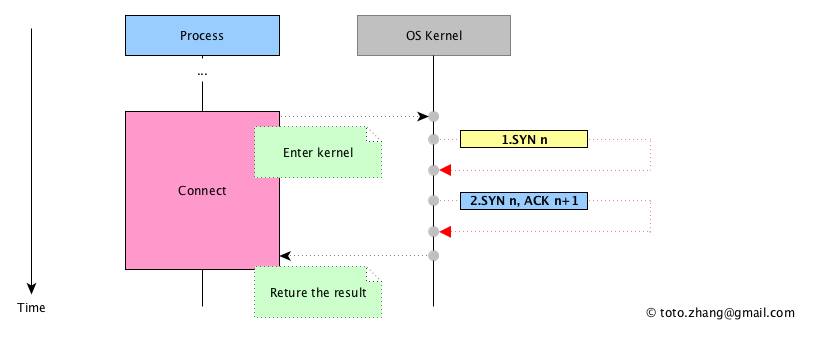 Process
OS Kernel
...
1.SYN n
Enter kernel
Connect
2.SYN n, ACK n+1
Reture the result
Time
© toto.zhang@gmail.com